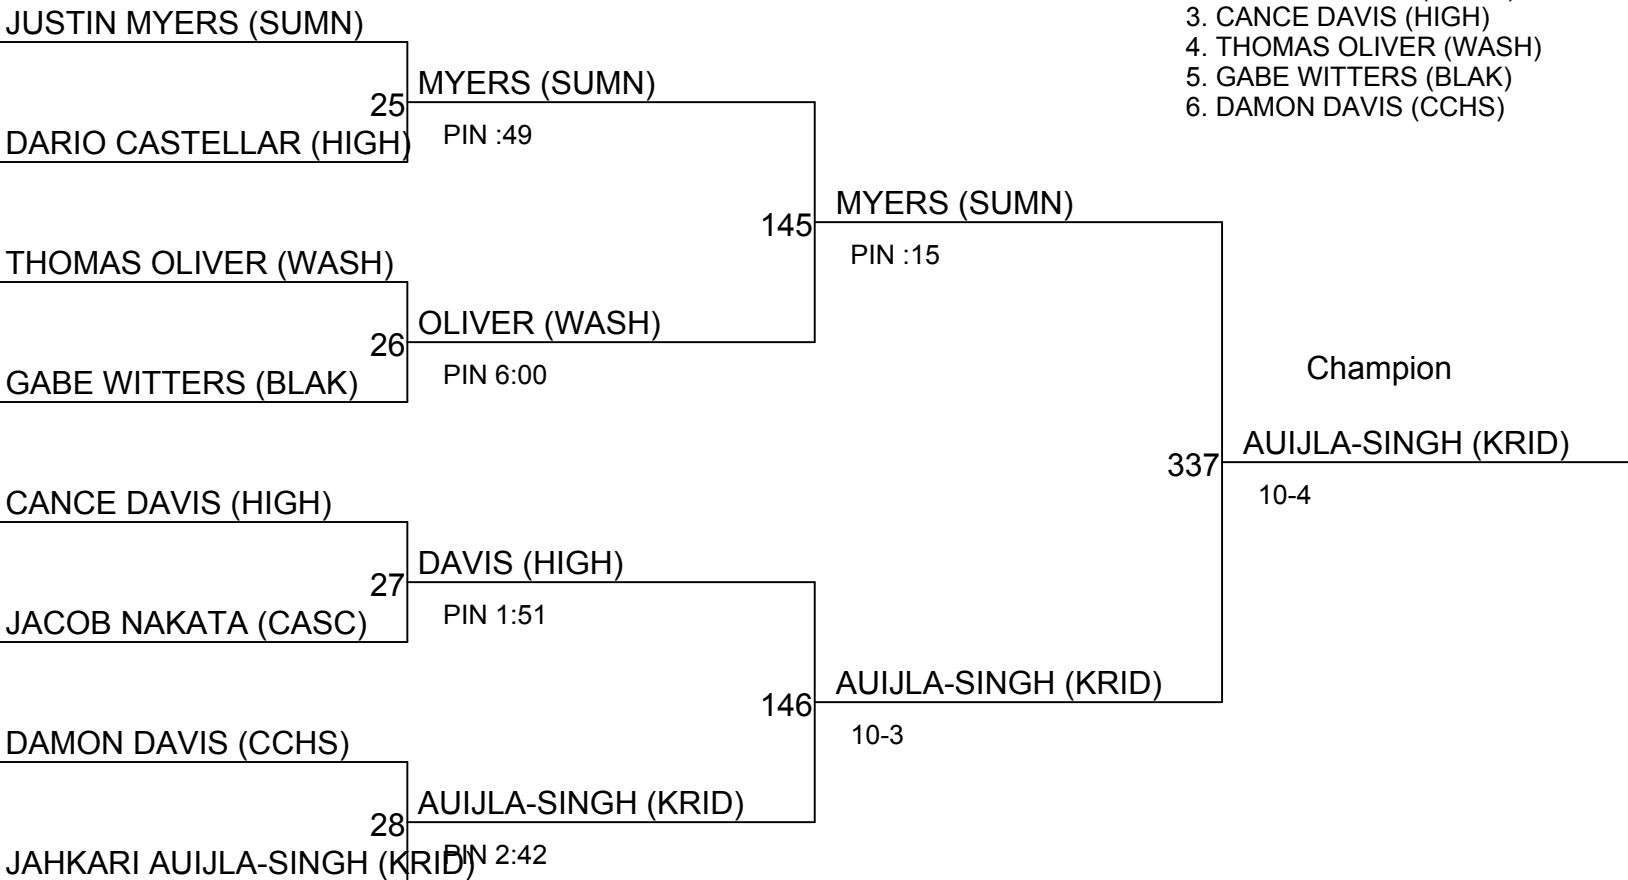 3. CANCE DAVIS (HIGH)
4. THOMAS OLIVER (WASH)
5. GABE WITTERS (BLAK)
6. DAMON DAVIS (CCHS)
JUSTIN MYERS (SUMN)
25
MYERS (SUMN)
DARIO CASTELLAR (HIGH)
PIN :49
145
MYERS (SUMN)
PIN :15
THOMAS OLIVER (WASH)
26
OLIVER (WASH)
GABE WITTERS (BLAK)
PIN 6:00
Champion
337
AUIJLA-SINGH (KRID)
10-4
CANCE DAVIS (HIGH)
27
DAVIS (HIGH)
JACOB NAKATA (CASC)
PIN 1:51
146
AUIJLA-SINGH (KRID)
10-3
DAMON DAVIS (CCHS)
28
AUIJLA-SINGH (KRID)
JAHKARI AUIJLA-SINGH (KRID)
PIN 2:42